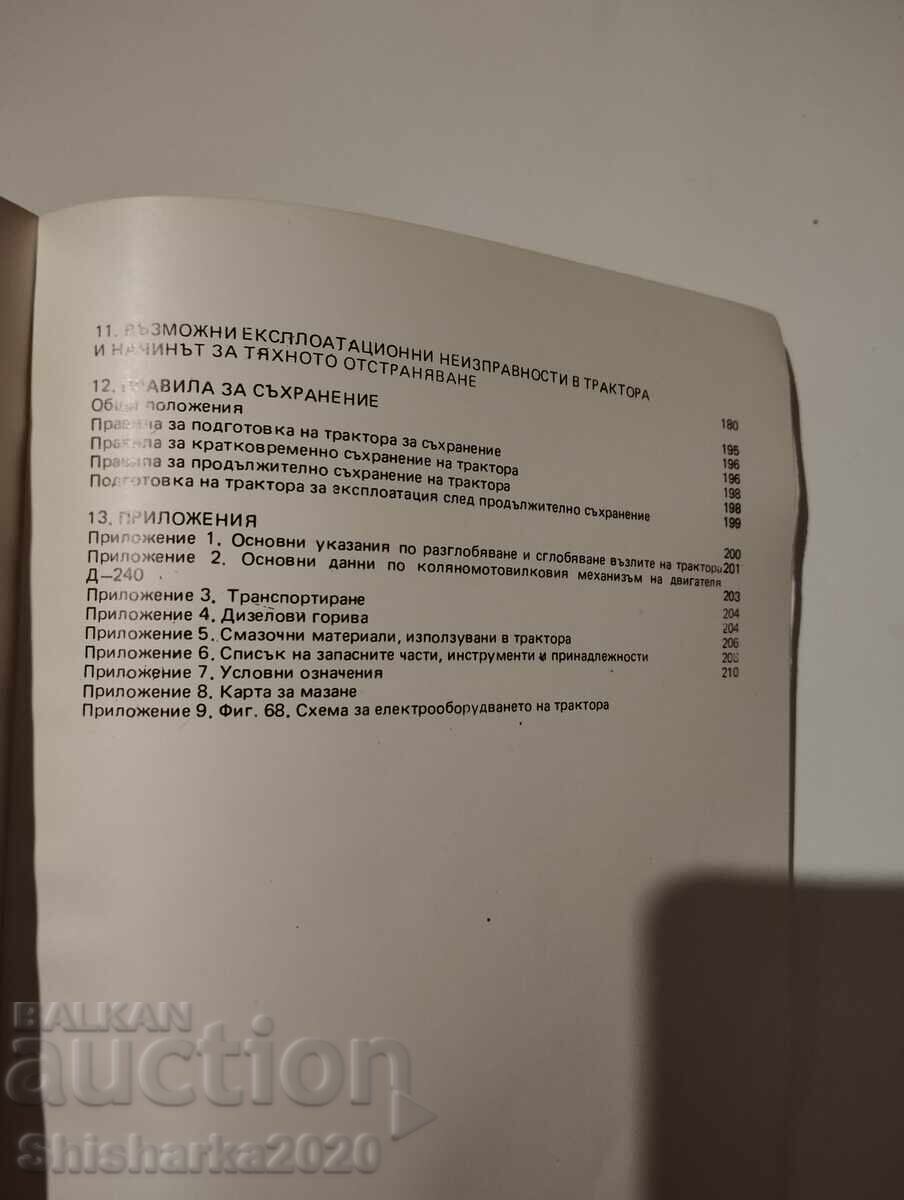 11. ВЪЗМОЖНИ ЕКСПЛОАТАЦИОННИ НЕИЗПРАВНОСТИ В ТРАКТОРА
И НАЧИНЪТ ЗА ТЯХНОТО ОТСТРАНЯВАНЕ 180
12. ПРАВИЛА ЗА СЪХРАНЕНИЕ 195
Общи положения 196
Правила за подготовка на трактора за съхранение 196
Правила за кратковременно съхранение на трактора 198
Правила за продължително съхранение на трактора 198
Подготовка на трактора за эксплоатация след продължително съхранение 199
13. ПРИЛОЖЕНИЯ 200
Приложение 1. Основни указания по разглобяване и сглобяване възлите на трактора 201
Приложение 2. Основни данни по коляномотовилковия механизъм на двигателя
Д—240 203
Приложение 3. Транспортиране 204
Приложение 4. Дизелови горива 204
Приложение 5. Смазочни материали, използувани в трактора 206
Приложение 6. Списък на запасните части, инструменти и принадлежности 208
Приложение 7. Условни означения 210
Приложение 8. Карта за мазане
Приложение 9. Фиг. 68. Схема за електрооборудването на трактора
BALKAN
auction
Shisharka2020